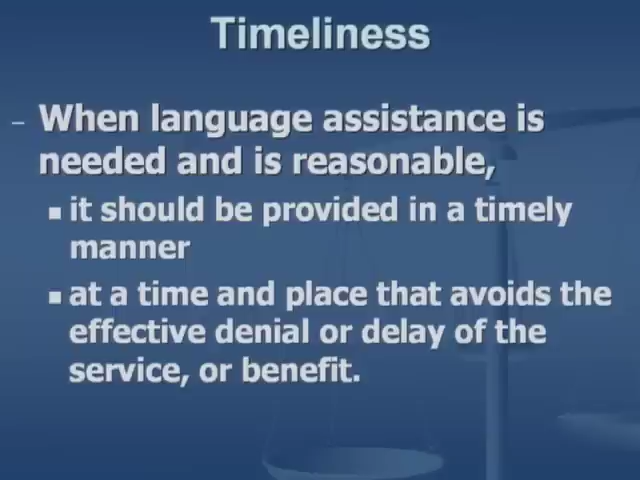 Timeliness
– When language assistance is
needed and is reasonable,
▪ it should be provided in a timely
manner
▪ at a time and place that avoids the
effective denial or delay of the
service, or benefit.